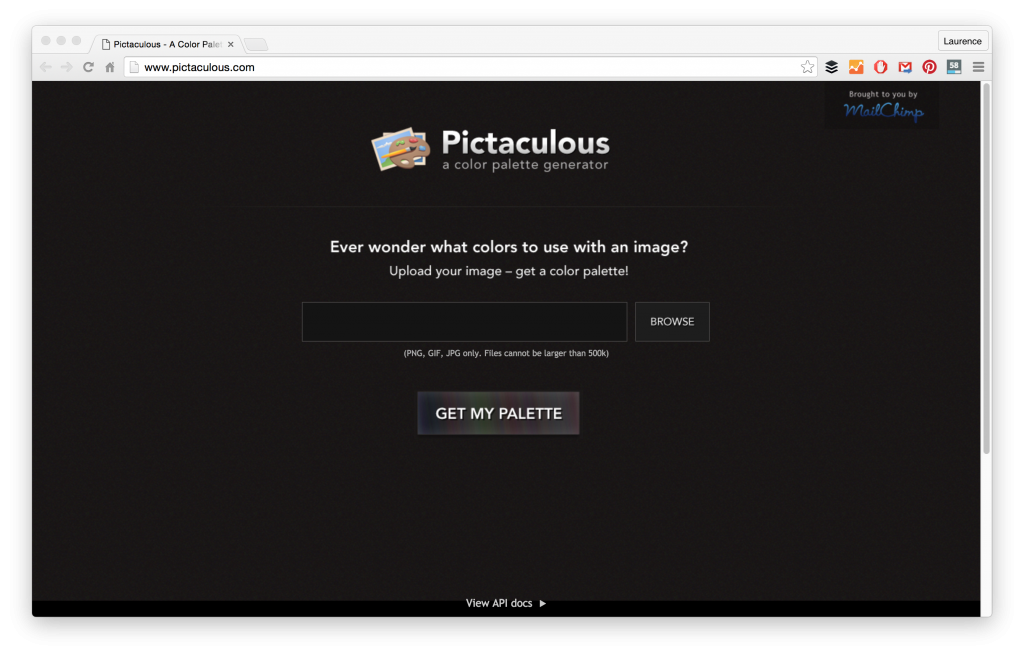 Pictaculous - A Color Pale
Laurence
www.pictaculous.com
58
Brought to you by
MailChimp
Pictaculous
a color palette generator
Ever wonder what colors to use with an image?
Upload your image – get a color palette!
BROWSE
(PNG, GIF, JPG only. Files cannot be larger than 500k)
GET MY PALETTE
View API docs